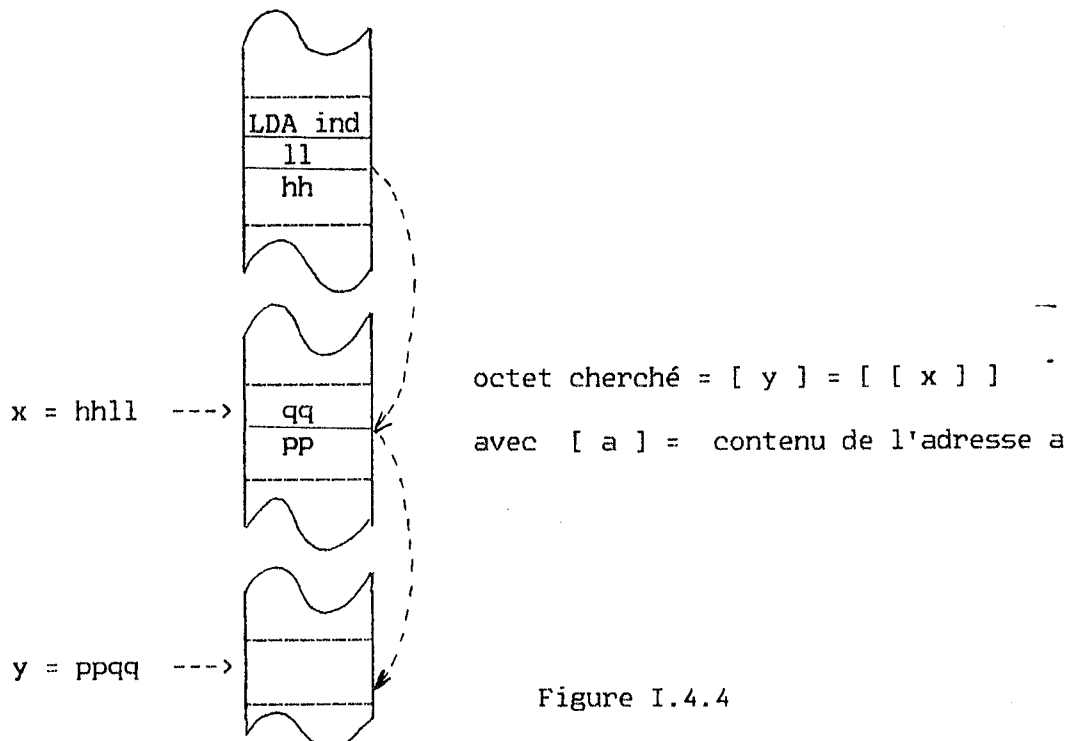 LDA ind
ll
hh
x = hhll ---> qq
pp
octet cherché = [ y ] = [ [ x ] ]
avec [ a ] = contenu de l'adresse a
y = ppqq --->
Figure I.4.4